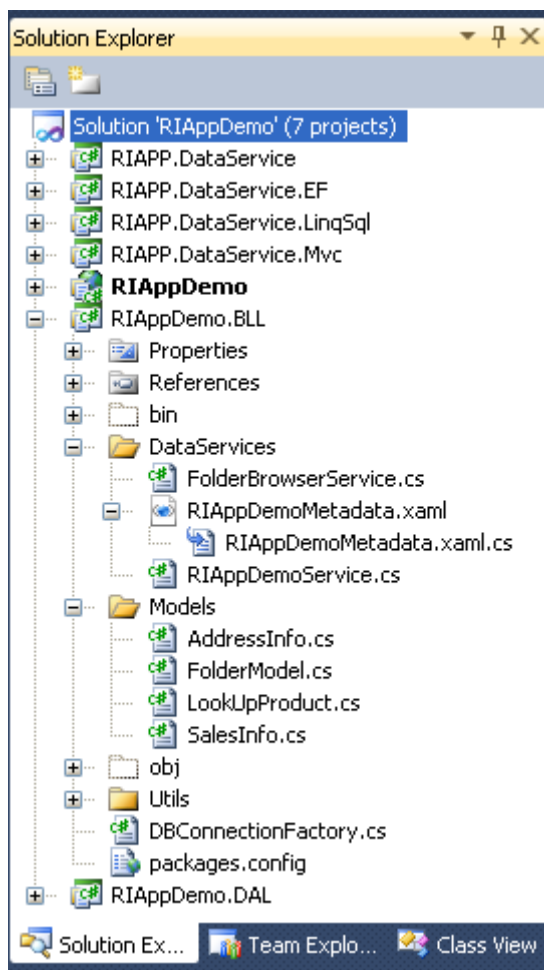 Solution Explorer
Solution 'RIAppDemo' (7 projects)
RIAPP.DataService
RIAPP.DataService.EF
RIAPP.DataService.LinqSql
RIAPP.DataService.Mvc
RIAppDemo
RIAppDemo.BLL
Properties
References
bin
DataServices
FolderBrowserService.cs
RIAppDemoMetadata.xaml
RIAppDemoMetadata.xaml.cs
RIAppDemoService.cs
Models
AddressInfo.cs
FolderModel.cs
LookUpProduct.cs
SalesInfo.cs
obj
Utils
DBConnectionFactory.cs
packages.config
RIAppDemo.DAL
Solution Ex... Team Explo... Class View